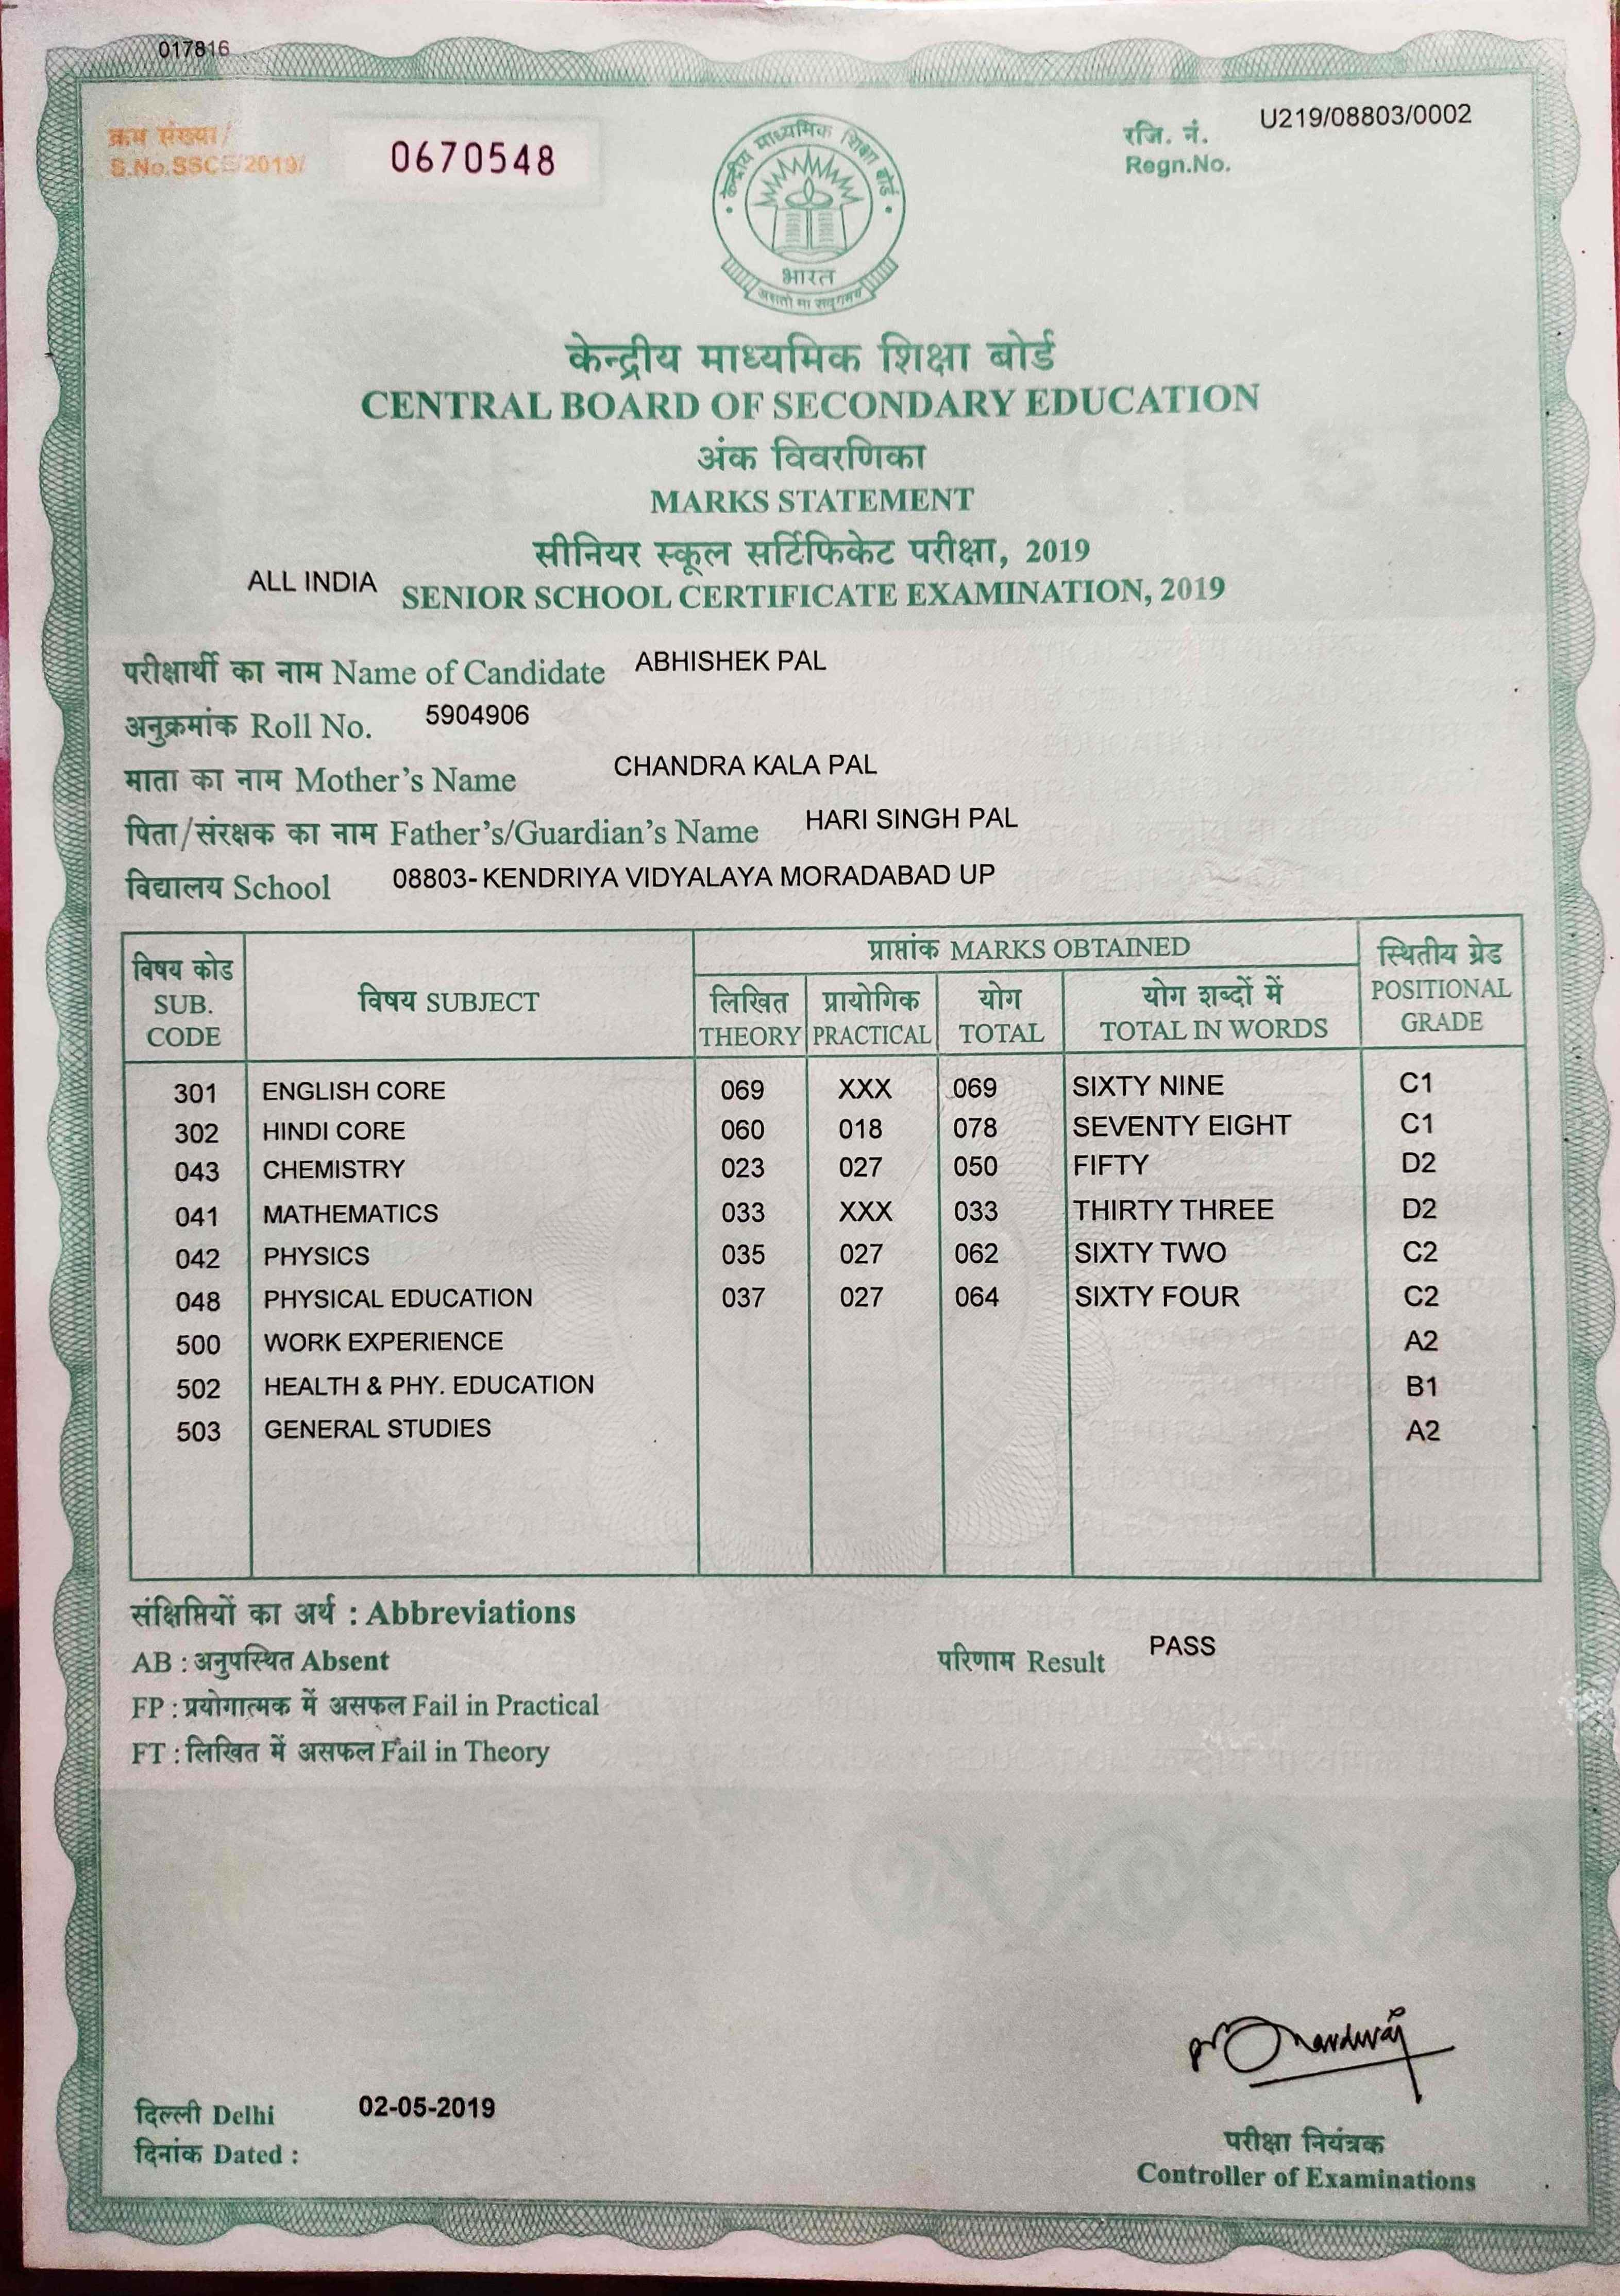 017816
क्रम संख्या/
S.No.SSCE/2019/
0670548
रजि. नं.
Regn.No.
U219/08803/0002
केन्द्रीय माध्यमिक शिक्षा बोर्ड
भारत
असतो मा सद्गमय
केन्द्रीय माध्यमिक शिक्षा बोर्ड
CENTRAL BOARD OF SECONDARY EDUCATION
अंक विवरणिका
MARKS STATEMENT
सीनियर स्कूल सर्टिफिकेट परीक्षा, 2019
ALL INDIA SENIOR SCHOOL CERTIFICATE EXAMINATION, 2019
परीक्षार्थी का नाम Name of Candidate ABHISHEK PAL
अनुक्रमांक Roll No. 5904906
माता का नाम Mother's Name CHANDRA KALA PAL
पिता/संरक्षक का नाम Father's/Guardian's Name HARI SINGH PAL
विद्यालय School 08803- KENDRIYA VIDYALAYA MORADABAD UP
विषय कोड
SUB.
CODE
विषय SUBJECT
प्राप्तांक MARKS OBTAINED
लिखित
THEORY
प्रायोगिक
PRACTICAL
योग
TOTAL
योग शब्दों में
TOTAL IN WORDS
स्थितीय ग्रेड
POSITIONAL
GRADE
301 ENGLISH CORE 069 XXX 069 SIXTY NINE C1
302 HINDI CORE 060 018 078 SEVENTY EIGHT C1
043 CHEMISTRY 023 027 050 FIFTY D2
041 MATHEMATICS 033 XXX 033 THIRTY THREE D2
042 PHYSICS 035 027 062 SIXTY TWO C2
048 PHYSICAL EDUCATION 037 027 064 SIXTY FOUR C2
500 WORK EXPERIENCE A2
502 HEALTH & PHY. EDUCATION B1
503 GENERAL STUDIES A2
संक्षिप्तियों का अर्थ : Abbreviations
AB : अनुपस्थित Absent
परिणाम Result PASS
FP : प्रयोगात्मक में असफल Fail in Practical
FT : लिखित में असफल Fail in Theory
दिल्ली Delhi
02-05-2019
दिनांक Dated :
परीक्षा नियंत्रक
Controller of Examinations